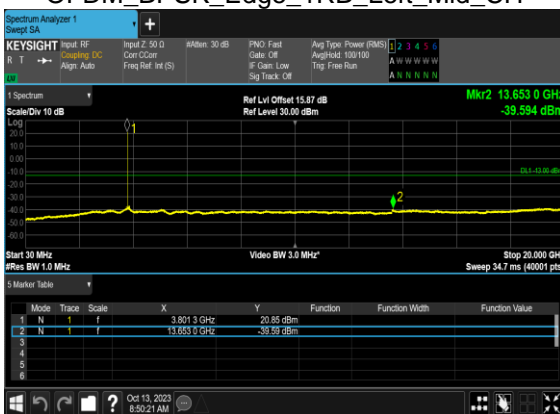 Spectrum Analyzer 1
Swept SA
+
KEYSIGHT Input: RF
R T Coupling: DC
Align: Auto
LV
Input Z: 50 Ω
Corr CCorr
Freq Ref: Int (S)
#Atten: 30 dB
PNO: Fast
Gate: Off
IF Gain: Low
Sig Track: Off
Avg Type: Power (RMS)
Avg|Hold: 100/100
Trig: Free Run
1 2 3 4 5 6
A W W W W W
A N N N N N
1 Spectrum
Scale/Div 10 dB
Ref Lvl Offset 15.87 dB
Ref Level 30.00 dBm
Mkr2 13.653 0 GHz
-39.594 dBm
Log
20.0
10.0
0.00
-10.0
-20.0
-30.0
-40.0
-50.0
-60.0
1
2
DL1 -13.00 dBm
Start 30 MHz
#Res BW 1.0 MHz
Video BW 3.0 MHz*
Stop 20.000 GHz
Sweep 34.7 ms (40001 pts)
5 Marker Table
Mode Trace Scale X Y Function Function Width Function Value
1 N 1 f 3.801 3 GHz 20.85 dBm
2 N 1 f 13.653 0 GHz -39.59 dBm
3
4
5
6
?
Oct 13, 2023
8:50:21 AM